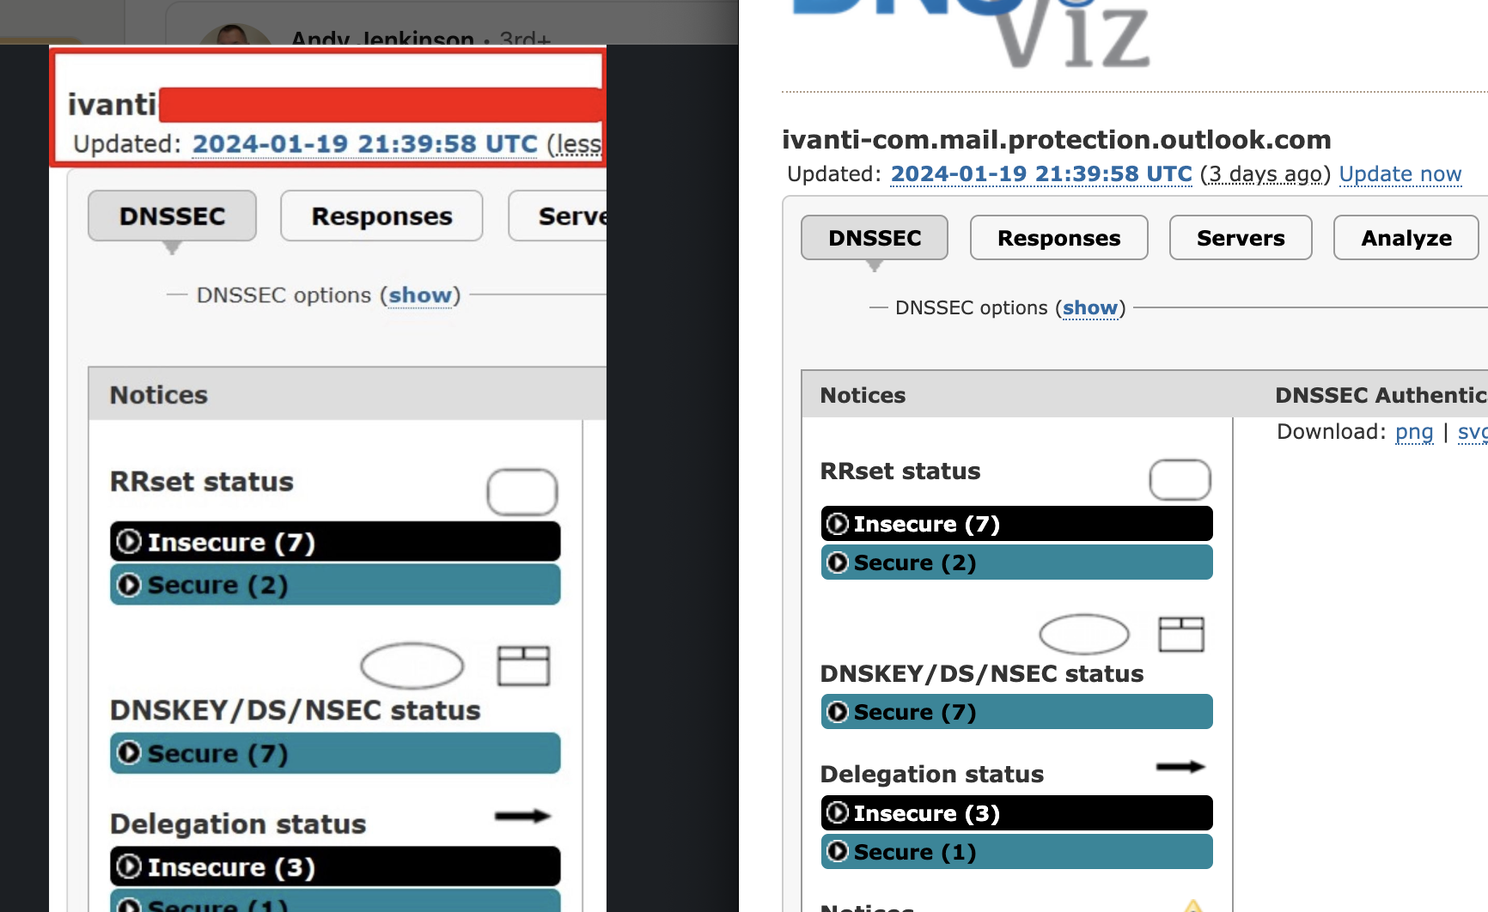 Andy Jenkinson • 3rd+
ivanti
Updated: 2024-01-19 21:39:58 UTC (less
DNSSEC Responses Serve
DNSSEC options (show)
Notices
RRset status
Insecure (7)
Secure (2)
DNSKEY/DS/NSEC status
Secure (7)
Delegation status
Insecure (3)
Secure (1)
DNS
Viz
ivanti-com.mail.protection.outlook.com
Updated: 2024-01-19 21:39:58 UTC (3 days ago) Update now
DNSSEC Responses Servers Analyze
DNSSEC options (show)
Notices
DNSSEC Authentic
Download: png | svg
RRset status
Insecure (7)
Secure (2)
DNSKEY/DS/NSEC status
Secure (7)
Delegation status
Insecure (3)
Secure (1)
Notices